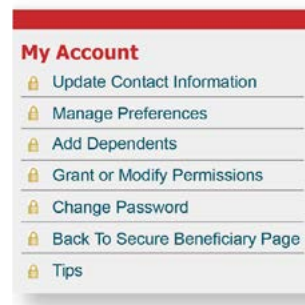 My Account
Update Contact Information
Manage Preferences
Add Dependents
Grant or Modify Permissions
Change Password
Back To Secure Beneficiary Page
Tips